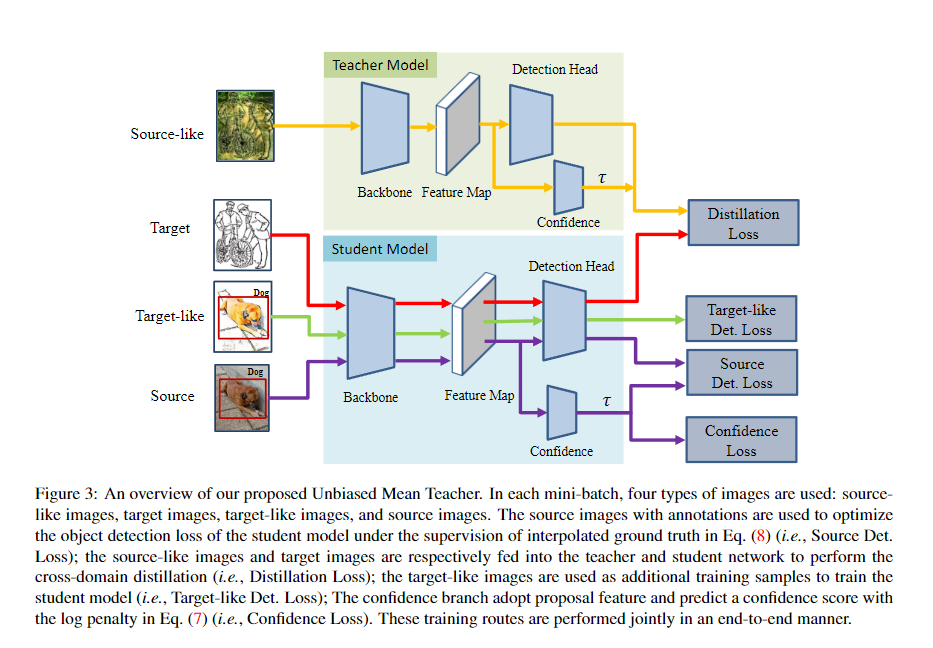 Teacher Model
Detection Head
Source-like
Backbone
Feature Map
τ
Confidence
Distillation
Loss
Target
Student Model
Detection Head
Dog
Target-like
Target-like
Det. Loss
Dog
Source
Backbone
Feature Map
τ
Source
Det. Loss
Confidence
Confidence
Loss
Figure 3: An overview of our proposed Unbiased Mean Teacher. In each mini-batch, four types of images are used: source-
like images, target images, target-like images, and source images. The source images with annotations are used to optimize
the object detection loss of the student model under the supervision of interpolated ground truth in Eq. (8) (i.e., Source Det.
Loss); the source-like images and target images are respectively fed into the teacher and student network to perform the
cross-domain distillation (i.e., Distillation Loss); the target-like images are used as additional training samples to train the
student model (i.e., Target-like Det. Loss); The confidence branch adopt proposal feature and predict a confidence score with
the log penalty in Eq. (7) (i.e., Confidence Loss). These training routes are performed jointly in an end-to-end manner.